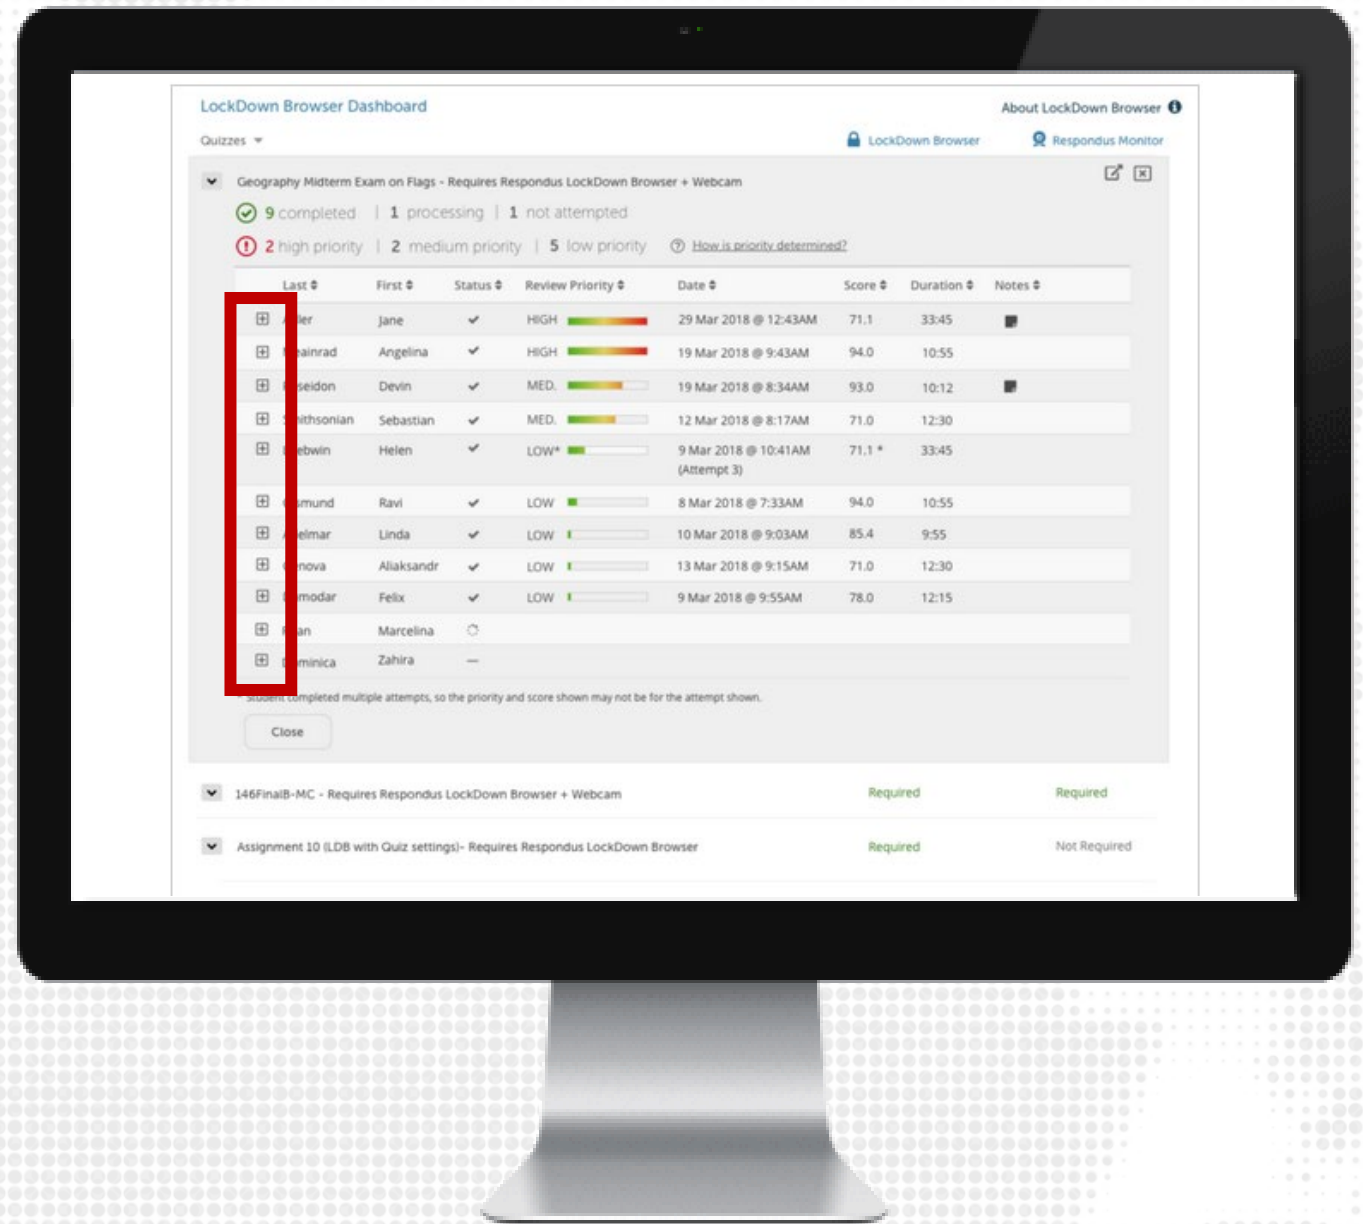 LockDown Browser Dashboard
About LockDown Browser
Quizzes
LockDown Browser
Respondus Monitor
Geography Midterm Exam on Flags - Requires Respondus LockDown Browser + Webcam
9 completed | 1 processing | 1 not attempted
2 high priority | 2 medium priority | 5 low priority How is priority determined?
Last First Status Review Priority Date Score Duration Notes
Jane HIGH 29 Mar 2018 @ 12:43AM 71.1 33:45
Angelina HIGH 19 Mar 2018 @ 9:43AM 94.0 10:55
Devin MED. 19 Mar 2018 @ 8:34AM 93.0 10:12
Sebastian MED. 12 Mar 2018 @ 8:17AM 71.0 12:30
Helen LOW* 9 Mar 2018 @ 10:41AM 71.1 * 33:45
(Attempt 3)
Ravi LOW 8 Mar 2018 @ 7:33AM 94.0 10:55
Linda LOW 10 Mar 2018 @ 9:03AM 85.4 9:55
Aliaksandr LOW 13 Mar 2018 @ 9:15AM 71.0 12:30
Felix LOW 9 Mar 2018 @ 9:55AM 78.0 12:15
Marcelina
Zahira —
* Student completed multiple attempts, so the priority and score shown may not be for the attempt shown.
Close
146FinalB-MC - Requires Respondus LockDown Browser + Webcam Required Required
Assignment 10 (LDB with Quiz settings)- Requires Respondus LockDown Browser Required Not Required